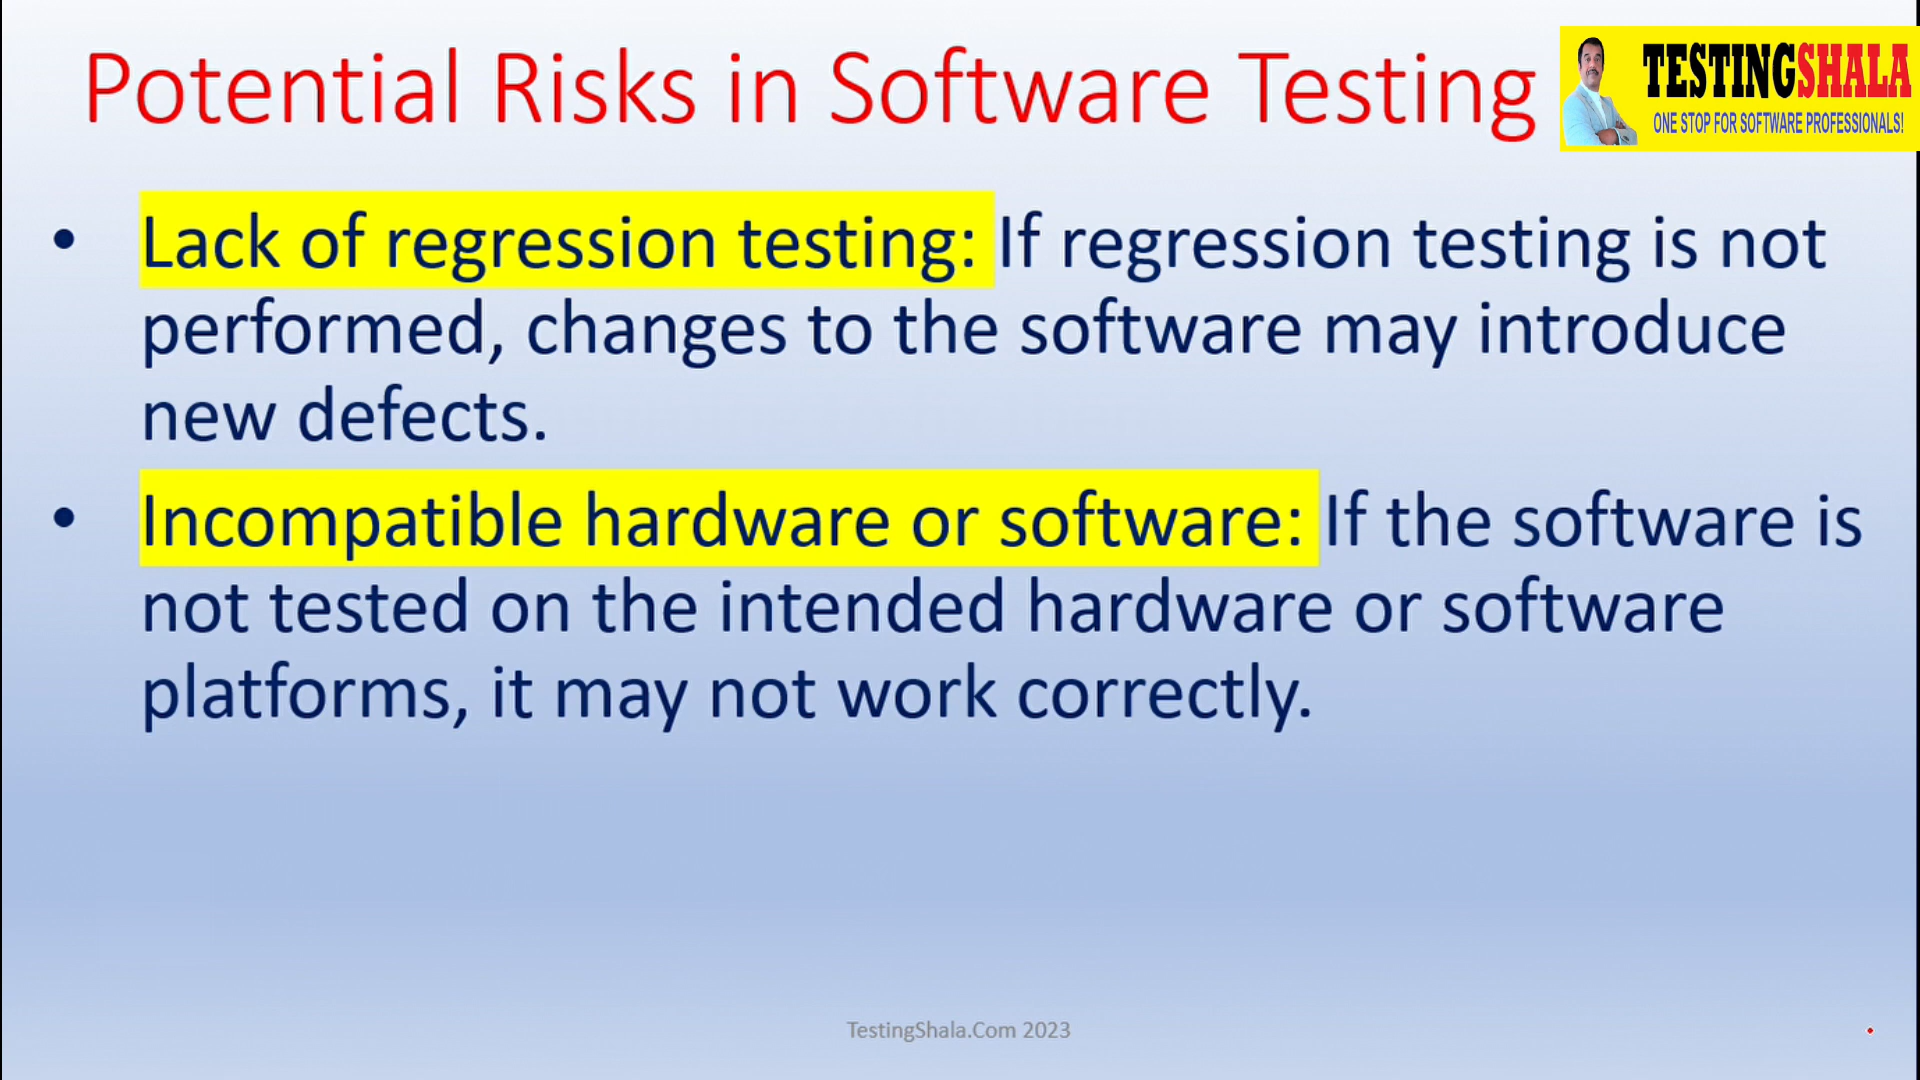 Potential Risks in Software Testing
TESTINGSHALA
ONE STOP FOR SOFTWARE PROFESSIONALS!
• Lack of regression testing: If regression testing is not
performed, changes to the software may introduce
new defects.
• Incompatible hardware or software: If the software is
not tested on the intended hardware or software
platforms, it may not work correctly.
TestingShala.Com 2023